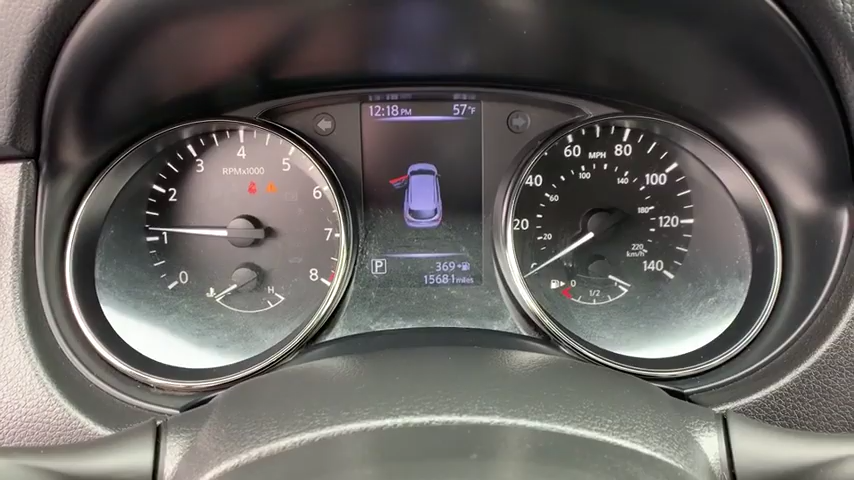 12:18 PM 57°F
RPMx1000
0 1 2 3 4 5 6 7 8
H
P 369
15681 miles
MPH
20 40 60 80 100 120 140
20 60 100 140 180 220
km/h
0 1/2